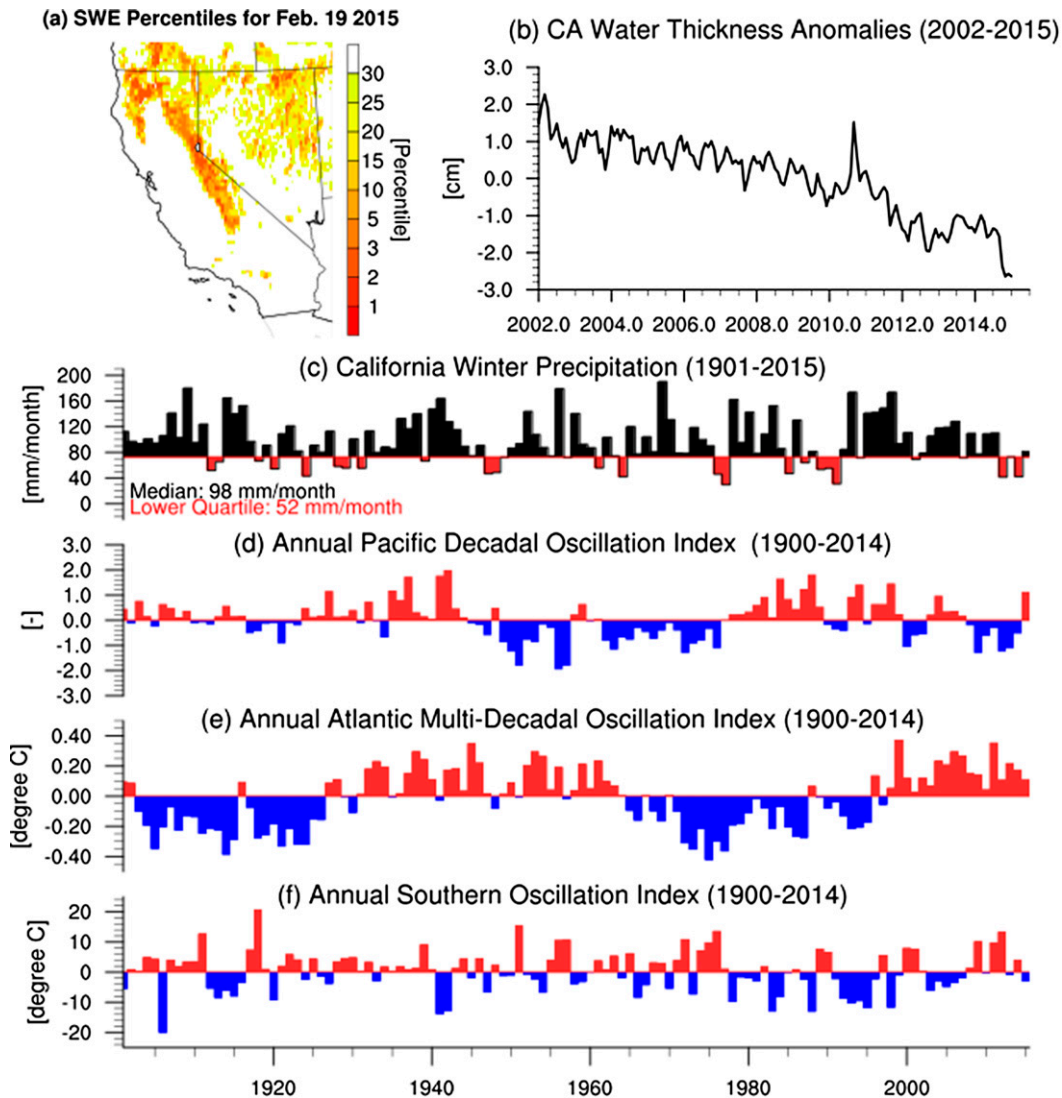 (a) SWE Percentiles for Feb. 19 2015
30
25
20
15
10
5
3
2
1
[Percentile]
(b) CA Water Thickness Anomalies (2002-2015)
3.0
2.0
1.0
0.0
-1.0
-2.0
-3.0
[cm]
2002.0 2004.0 2006.0 2008.0 2010.0 2012.0 2014.0
(c) California Winter Precipitation (1901-2015)
200
160
120
80
40
0
[mm/month]
Median: 98 mm/month
Lower Quartile: 52 mm/month
(d) Annual Pacific Decadal Oscillation Index (1900-2014)
3.0
2.0
1.0
0.0
-1.0
-2.0
-3.0
[-]
(e) Annual Atlantic Multi-Decadal Oscillation Index (1900-2014)
0.40
0.20
0.00
-0.20
-0.40
[degree C]
(f) Annual Southern Oscillation Index (1900-2014)
20
10
0
-10
-20
[degree C]
1920 1940 1960 1980 2000